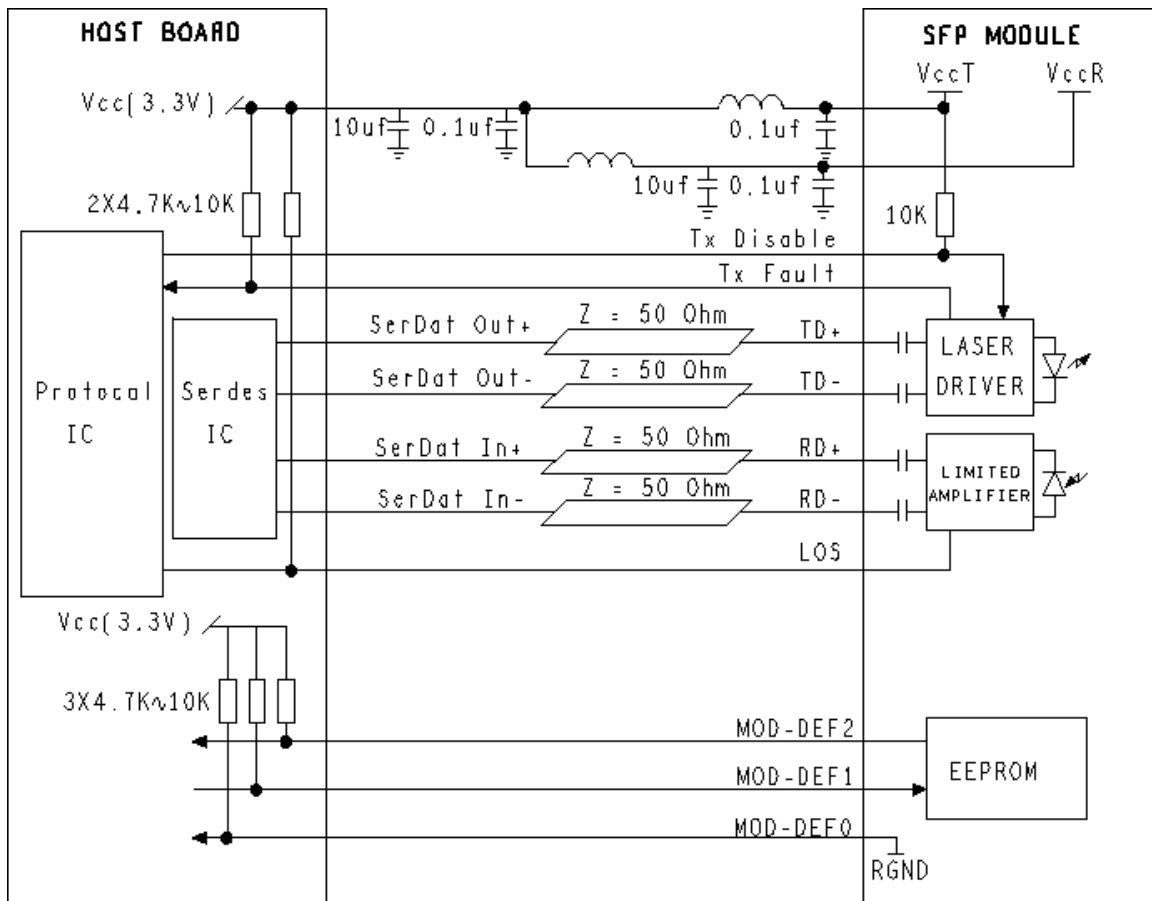 HOST BOARD
SFP MODULE
VccT
VccR
Vcc(3.3V)
10uf
0.1uf
0.1uf
10uf
0.1uf
2X4.7K~10K
10K
Tx Disable
Tx Fault
Protocal
IC
Serdes
IC
SerDat Out+
Z = 50 Ohm
TD+
SerDat Out-
Z = 50 Ohm
TD-
LASER
DRIVER
SerDat In+
Z = 50 Ohm
RD+
SerDat In-
Z = 50 Ohm
RD-
LIMITED
AMPLIFIER
LOS
Vcc(3.3V)
3X4.7K~10K
MOD-DEF2
MOD-DEF1
MOD-DEF0
EEPROM
RGND